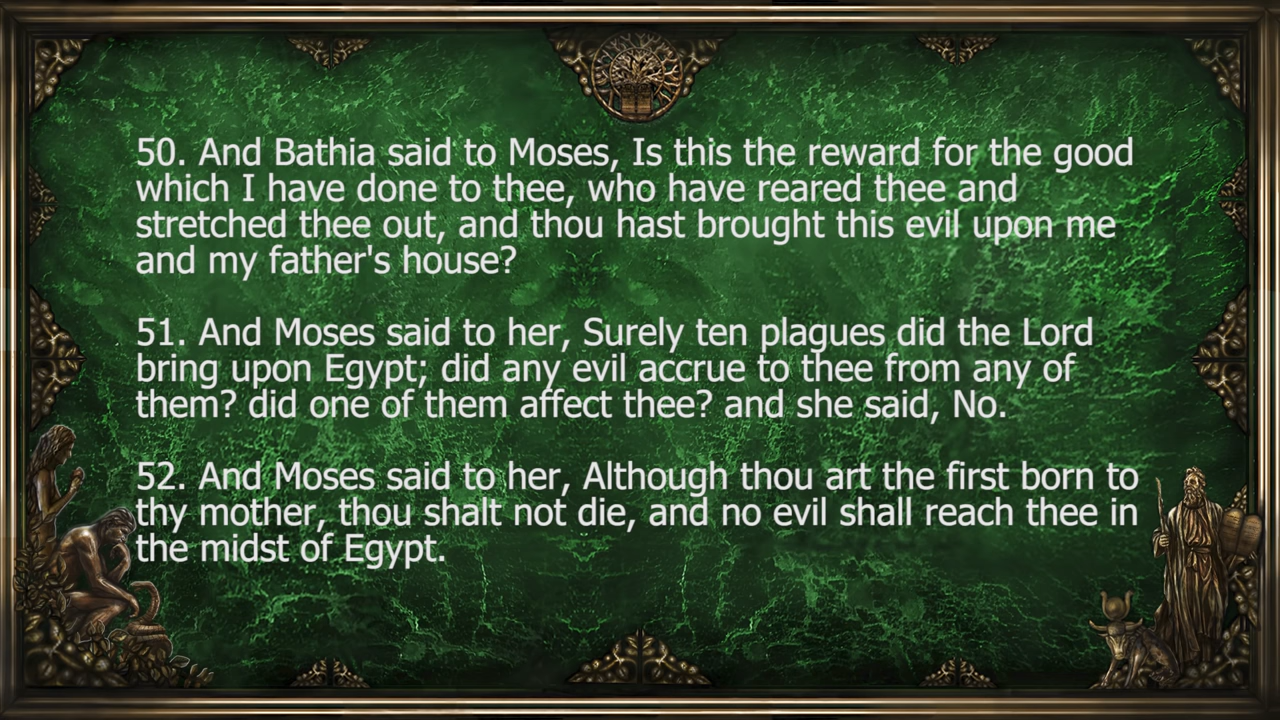 50. And Bathia said to Moses, Is this the reward for the good
which I have done to thee, who have reared thee and
stretched thee out, and thou hast brought this evil upon me
and my father's house?
51. And Moses said to her, Surely ten plagues did the Lord
bring upon Egypt; did any evil accrue to thee from any of
them? did one of them affect thee? and she said, No.
52. And Moses said to her, Although thou art the first born to
thy mother, thou shalt not die, and no evil shall reach thee in
the midst of Egypt.